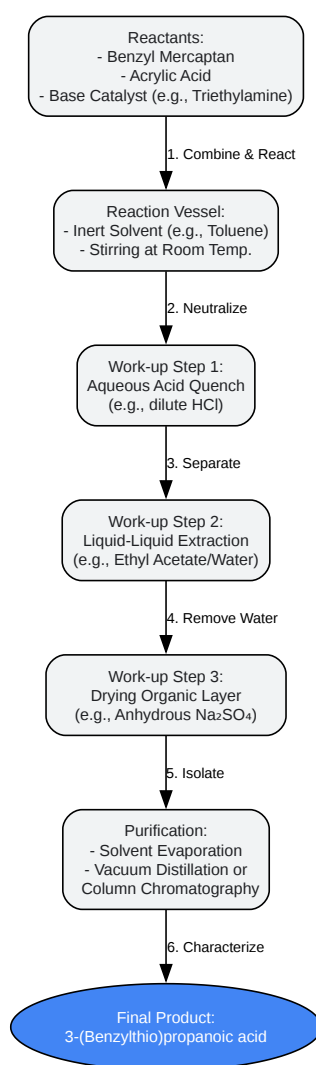 Reactants:
- Benzyl Mercaptan
- Acrylic Acid
- Base Catalyst (e.g., Triethylamine)
1. Combine & React
Reaction Vessel:
- Inert Solvent (e.g., Toluene)
- Stirring at Room Temp.
2. Neutralize
Work-up Step 1:
Aqueous Acid Quench
(e.g., dilute HCl)
3. Separate
Work-up Step 2:
Liquid-Liquid Extraction
(e.g., Ethyl Acetate/Water)
4. Remove Water
Work-up Step 3:
Drying Organic Layer
(e.g., Anhydrous Na₂SO₄)
5. Isolate
Purification:
- Solvent Evaporation
- Vacuum Distillation or
Column Chromatography
6. Characterize
Final Product:
3-(Benzylthio)propanoic acid